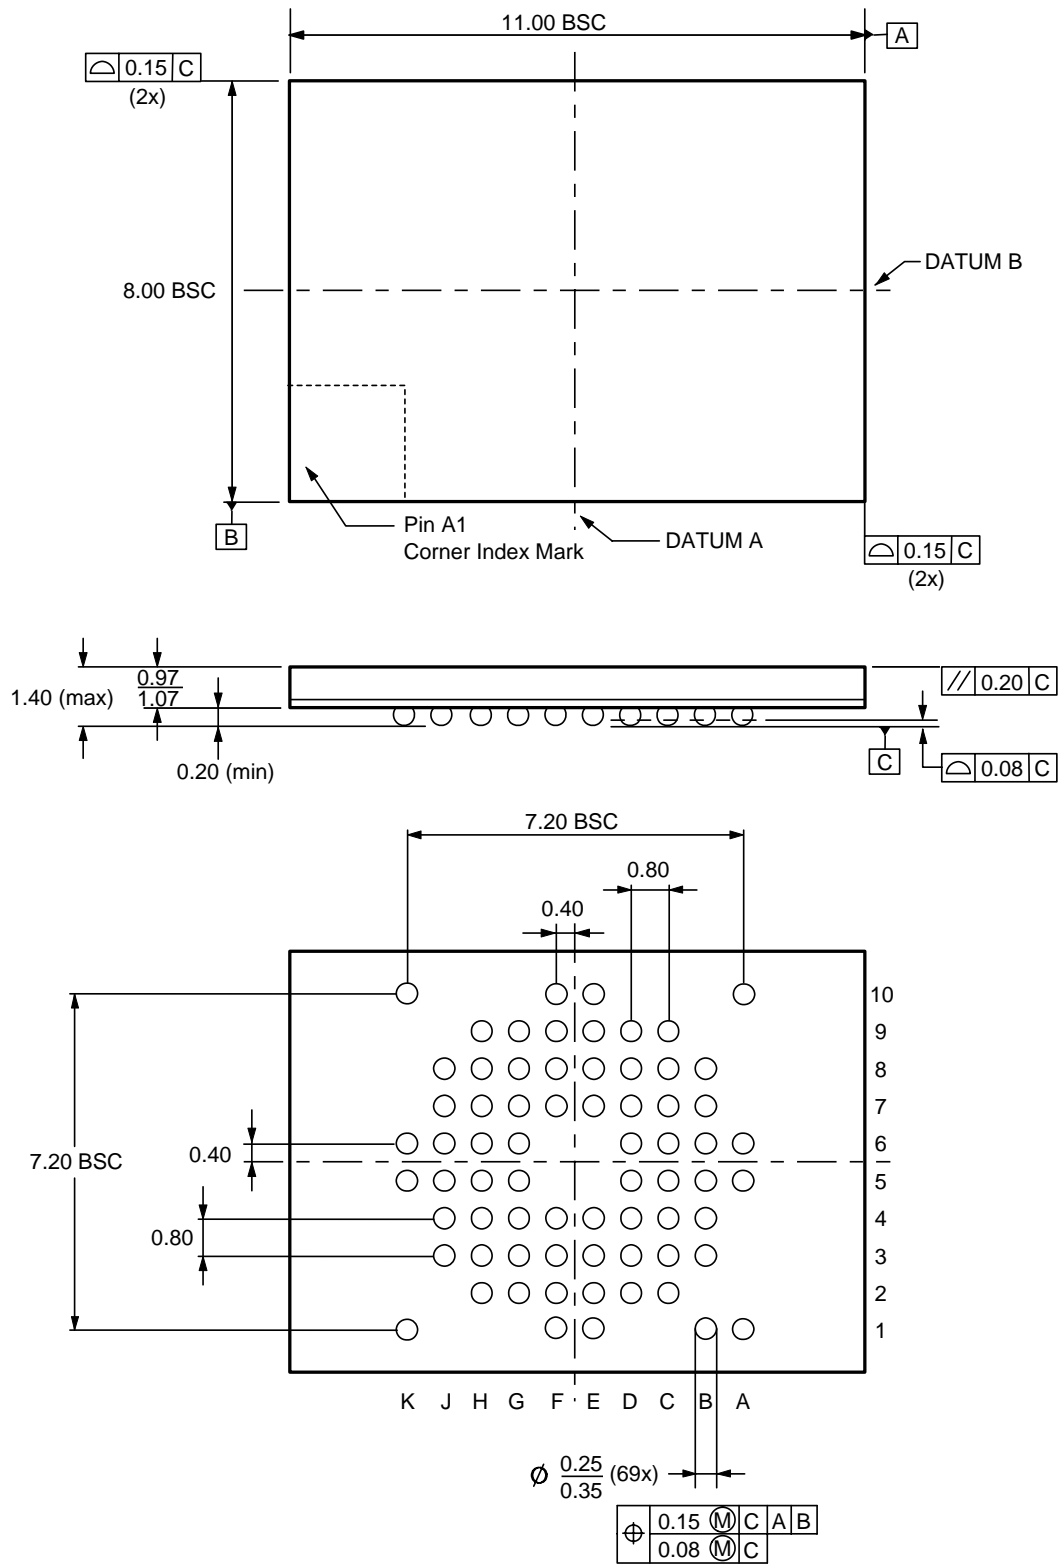 11.00 BSC
A
⌓ 0.15 C
(2x)
8.00 BSC
DATUM B
B
Pin A1
Corner Index Mark
DATUM A
⌓ 0.15 C
(2x)
1.40 (max)
0.97
1.07
0.20 (min)
// 0.20 C
C
⌓ 0.08 C
7.20 BSC
0.80
0.40
7.20 BSC
0.40
0.80
10
9
8
7
6
5
4
3
2
1
K J H G F E D C B A
Ø 0.25 (69x)
0.35
⌖ 0.15 Ⓜ C A B
0.08 Ⓜ C